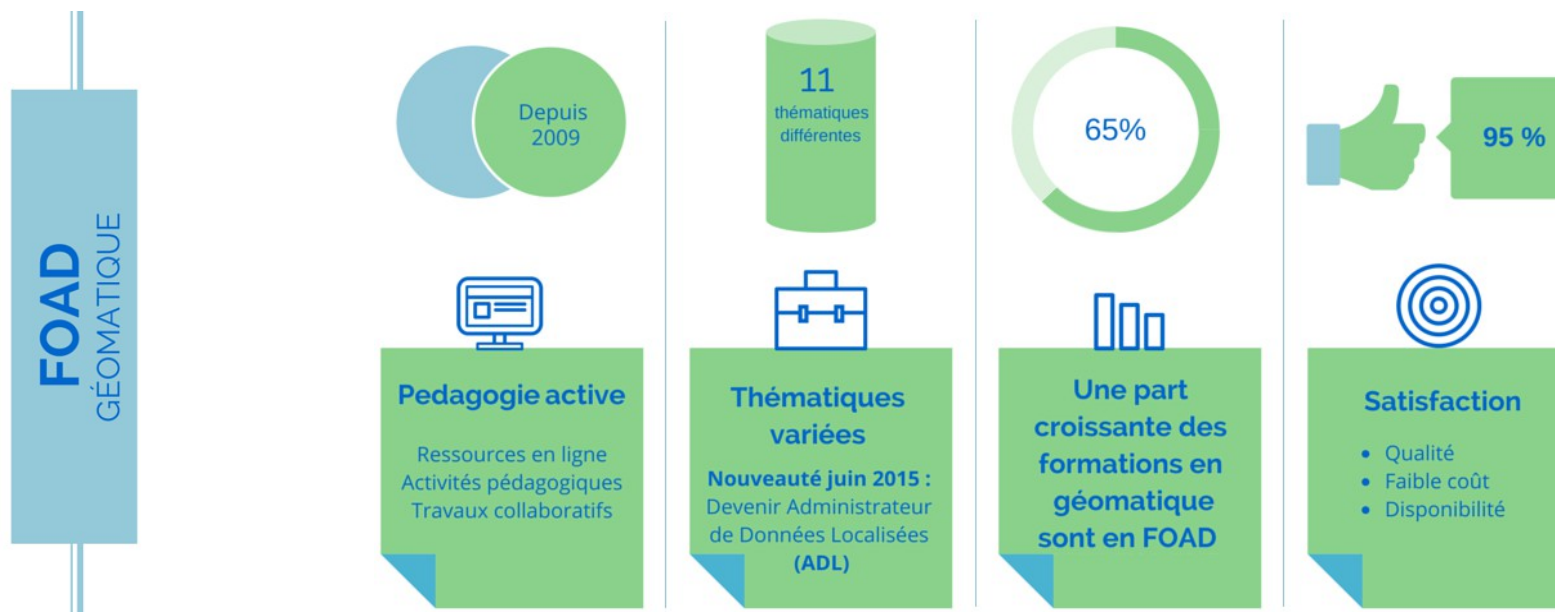 FOAD
GÉOMATIQUE
Depuis
2009
Pedagogie active
Ressources en ligne
Activités pédagogiques
Travaux collaboratifs
11
thématiques
différentes
Thématiques
variées
Nouveauté juin 2015 :
Devenir Administrateur
de Données Localisées
(ADL)
65%
Une part
croissante des
formations en
géomatique
sont en FOAD
95 %
Satisfaction
• Qualité
• Faible coût
• Disponibilité